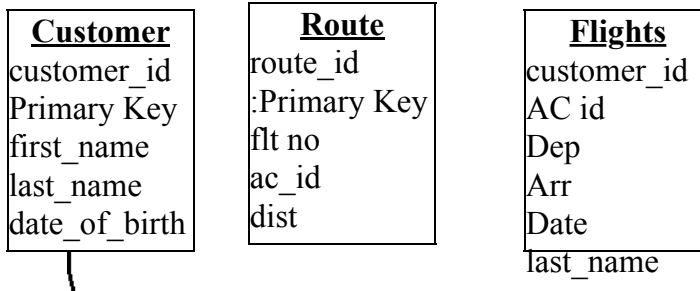 Customer
customer_id
Primary Key
first_name
last_name
date_of_birth
Route
route_id
:Primary Key
flt no
ac_id
dist
Flights
customer_id
AC id
Dep
Arr
Date
last_name